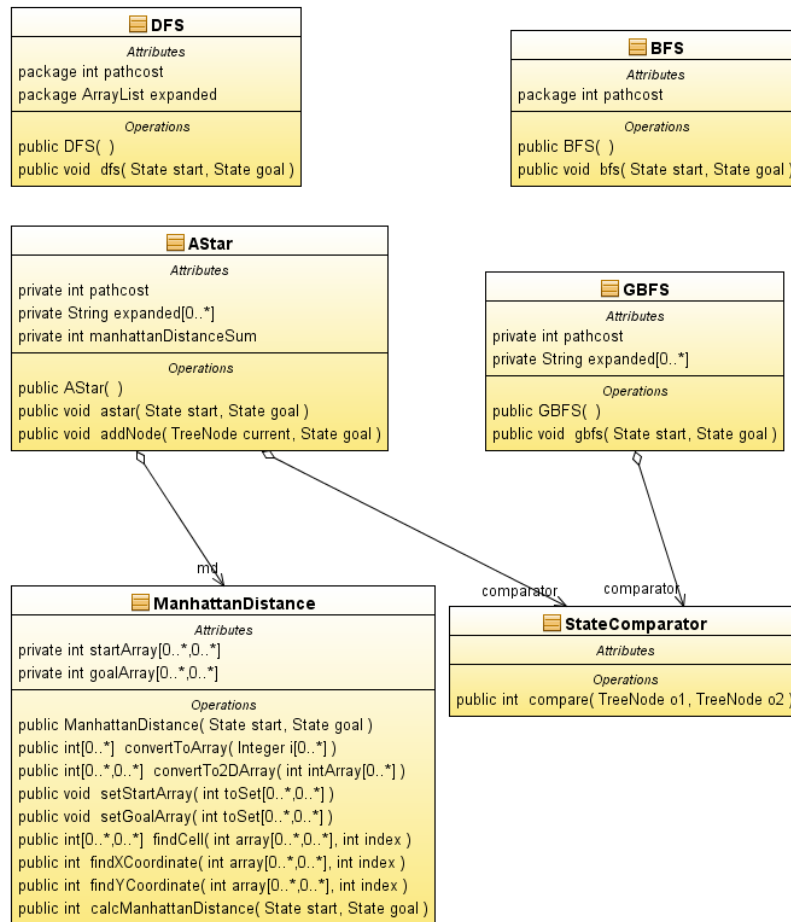 DFS
Attributes
package int pathcost
package ArrayList expanded
Operations
public DFS( )
public void dfs( State start, State goal )
BFS
Attributes
package int pathcost
Operations
public BFS( )
public void bfs( State start, State goal )
AStar
Attributes
private int pathcost
private String expanded[0..*]
private int manhattanDistanceSum
Operations
public AStar( )
public void astar( State start, State goal )
public void addNode( TreeNode current, State goal )
GBFS
Attributes
private int pathcost
private String expanded[0..*]
Operations
public GBFS( )
public void gbfs( State start, State goal )
md
comparator
comparator
ManhattanDistance
Attributes
private int startArray[0..*,0..*]
private int goalArray[0..*,0..*]
Operations
public ManhattanDistance( State start, State goal )
public int[0..*] convertToArray( Integer i[0..*] )
public int[0..*,0..*] convertTo2DArray( int intArray[0..*] )
public void setStartArray( int toSet[0..*,0..*] )
public void setGoalArray( int toSet[0..*,0..*] )
public int[0..*,0..*] findCell( int array[0..*,0..*], int index )
public int findXCoordinate( int array[0..*,0..*], int index )
public int findYCoordinate( int array[0..*,0..*], int index )
public int calcManhattanDistance( State start, State goal )
StateComparator
Attributes
Operations
public int compare( TreeNode o1, TreeNode o2 )